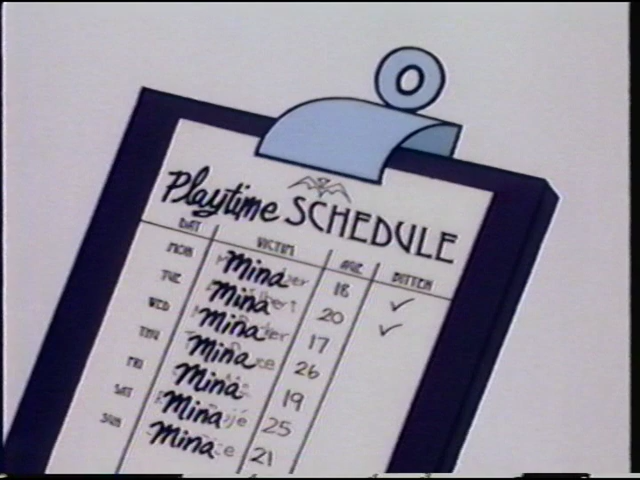 Playtime SCHEDULE
DAY VICTIM AGE BITTEN
MON Mina 18 ✓
TUE Mina 20 ✓
WED Mina 17
THU Mina 26
FRI Mina 19
SAT Mina 25
SUN Mina 21